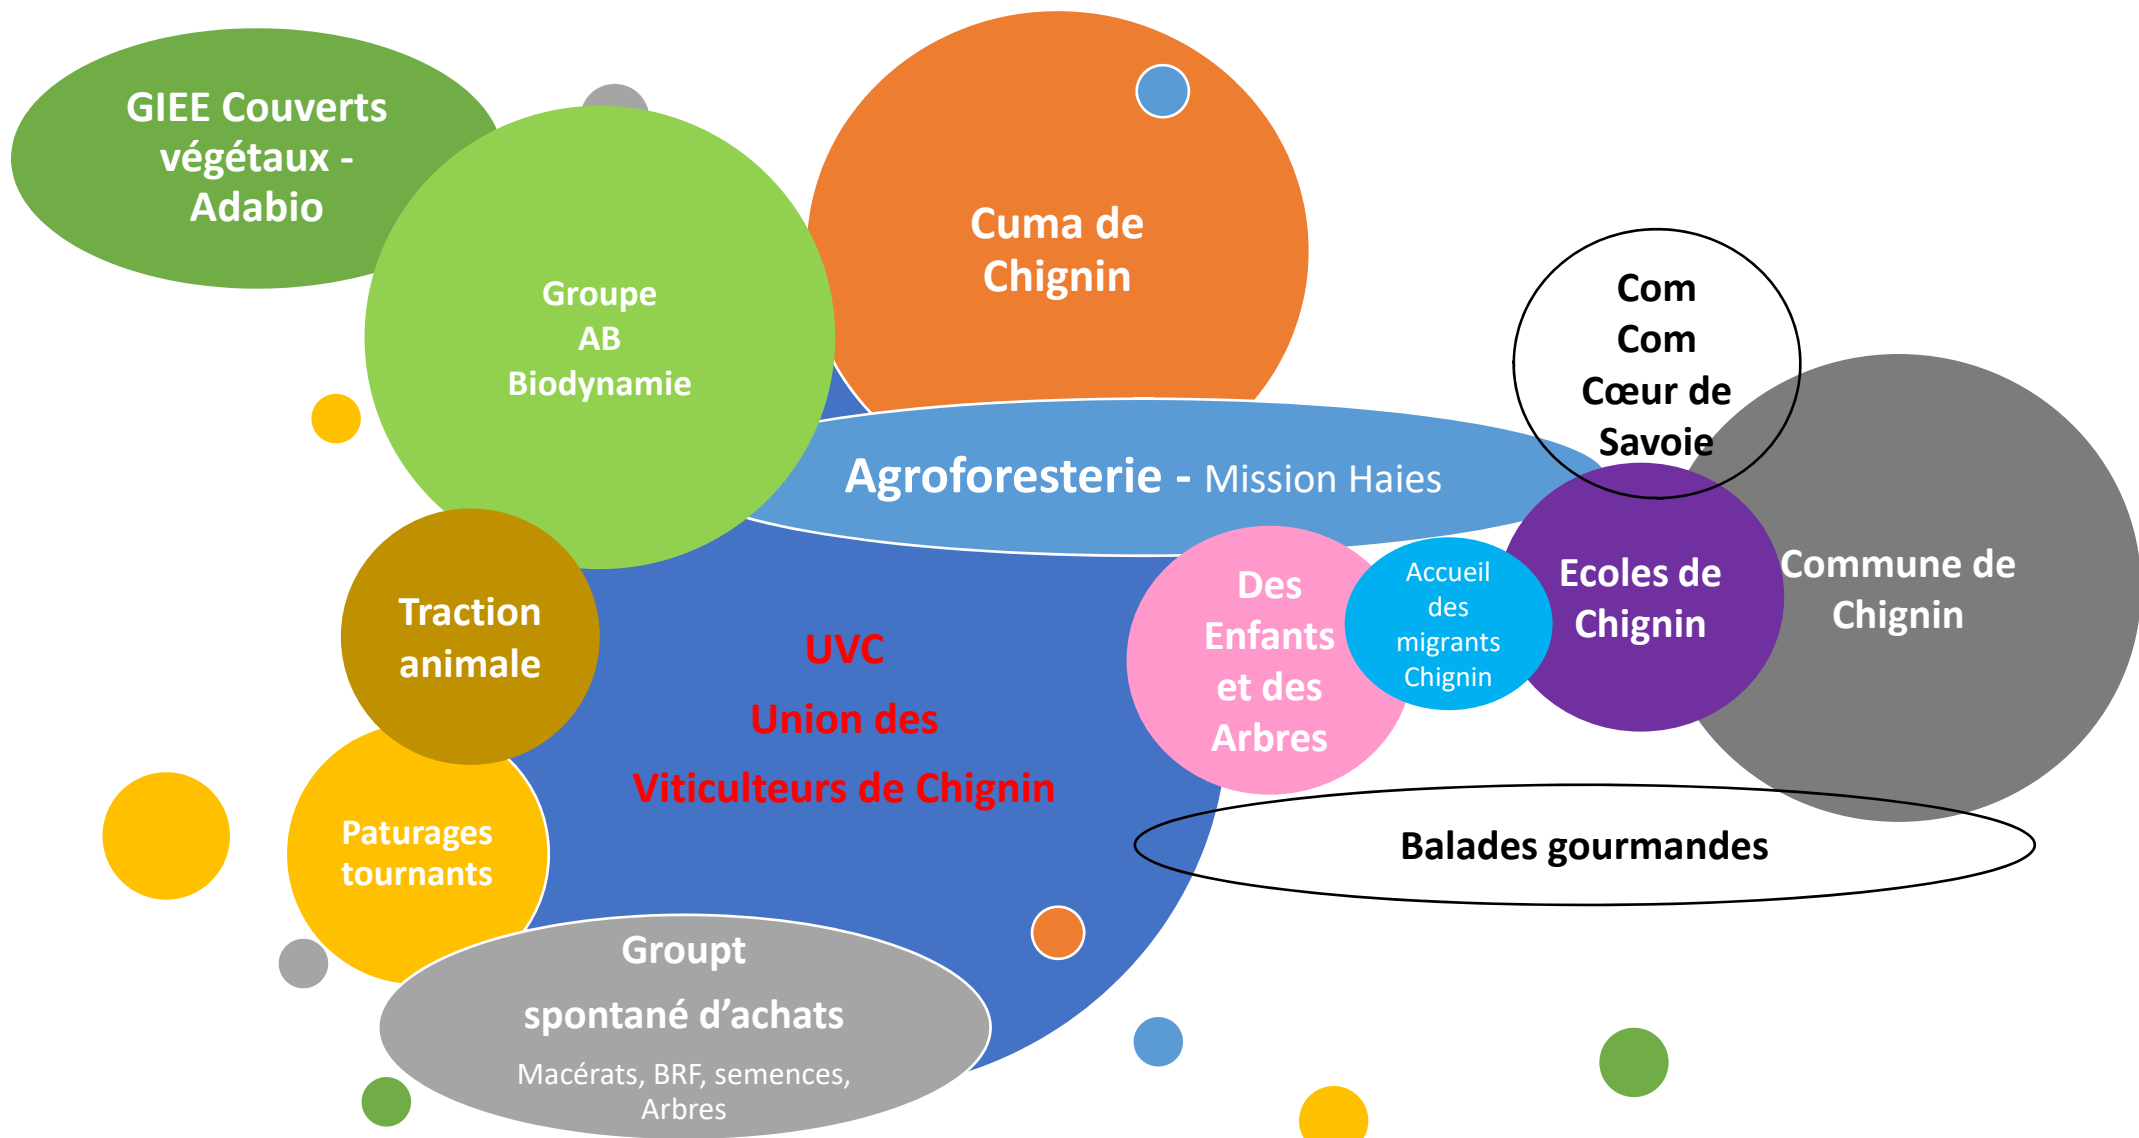 GIEE Couverts
végétaux -
Adabio
Groupe
AB
Biodynamie
Cuma de
Chignin
Com
Com
Cœur de
Savoie
Agroforesterie - Mission Haies
Traction
animale
UVC
Union des
Viticulteurs de Chignin
Des
Enfants
et des
Arbres
Accueil
des
migrants
Chignin
Ecoles de
Chignin
Commune de
Chignin
Paturages
tournants
Balades gourmandes
Groupt
spontané d’achats
Macérats, BRF, semences,
Arbres